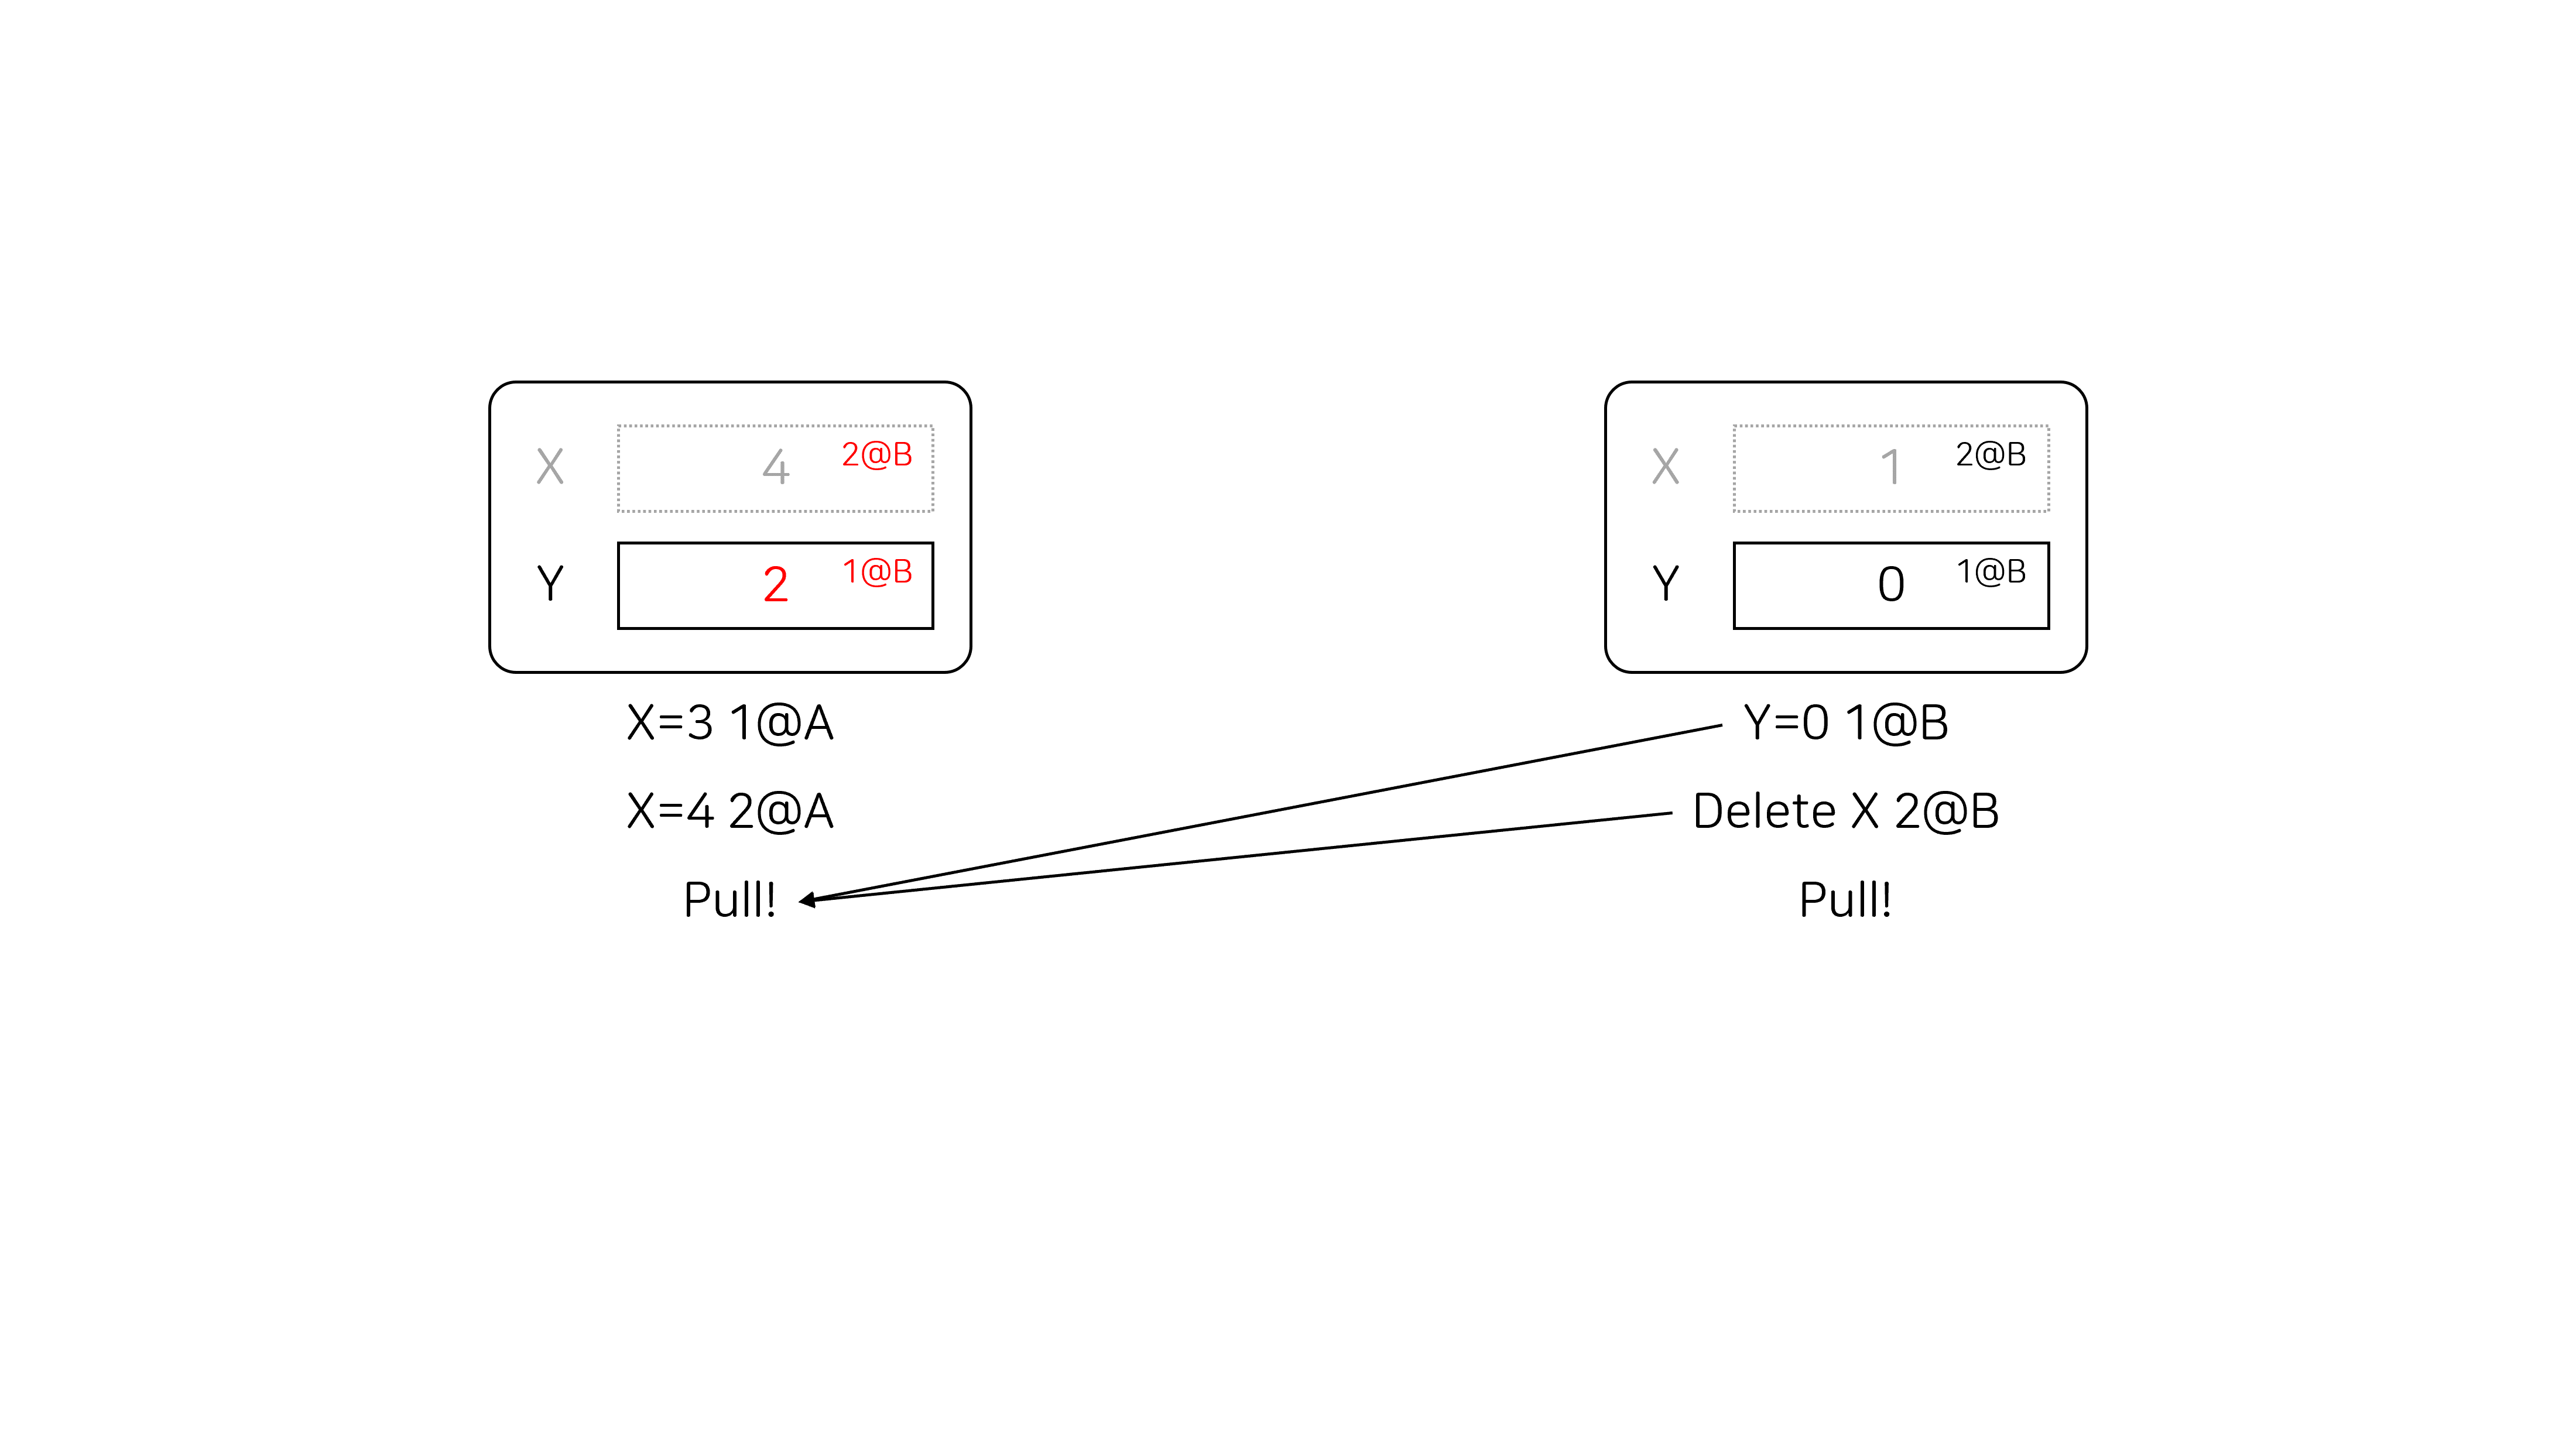 X 4 2@B
Y 2 1@B
X=3 1@A
X=4 2@A
Pull!
X 1 2@B
Y 0 1@B
Y=0 1@B
Delete X 2@B
Pull!